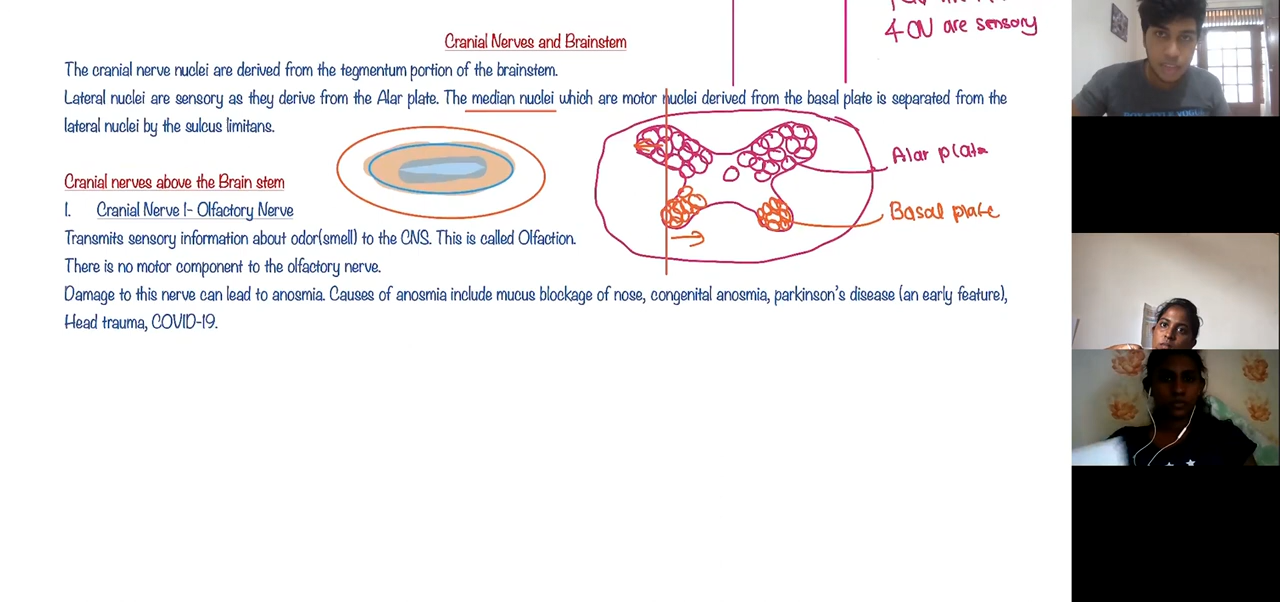 4 CN are sensory
Cranial Nerves and Brainstem
The cranial nerve nuclei are derived from the tegmentum portion of the brainstem.
Lateral nuclei are sensory as they derive from the Alar plate. The median nuclei which are motor nuclei derived from the basal plate is separated from the
lateral nuclei by the sulcus limitans.
Alar plate
Basal plate
Cranial nerves above the Brain stem
1. Cranial Nerve 1- Olfactory Nerve
Transmits sensory information about odor(smell) to the CNS. This is called Olfaction.
There is no motor component to the olfactory nerve.
Damage to this nerve can lead to anosmia. Causes of anosmia include mucus blockage of nose, congenital anosmia, parkinson's disease (an early feature),
Head trauma, COVID-19.